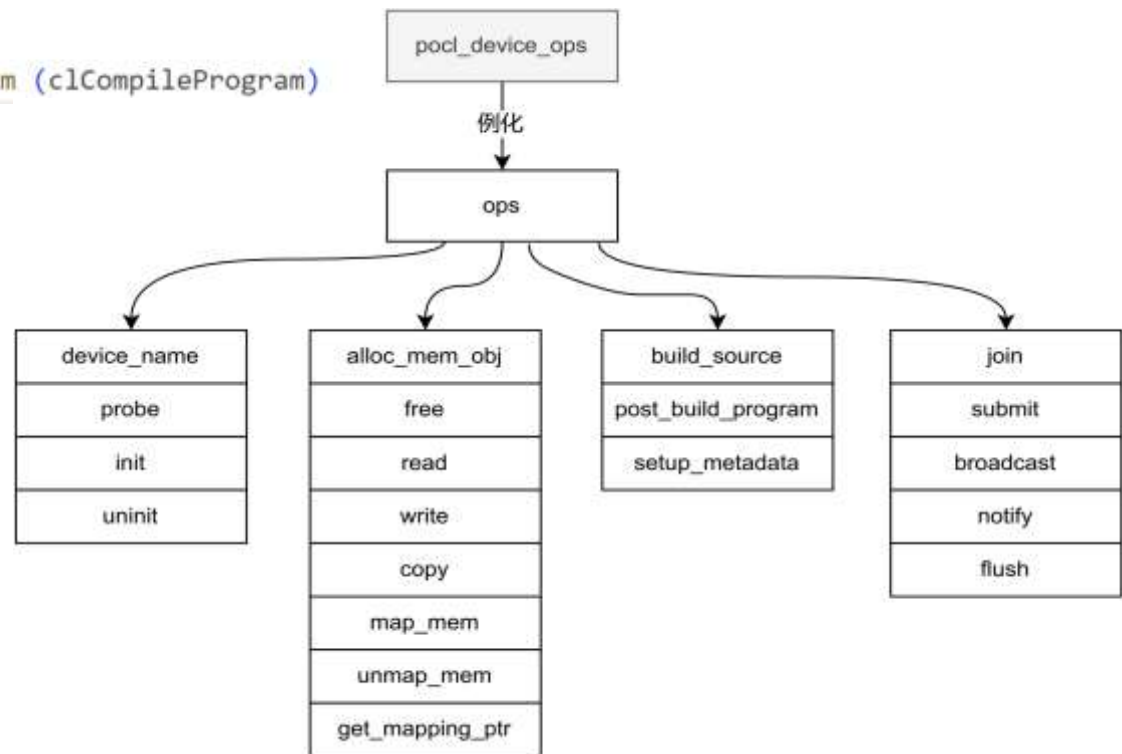 pocl_device_ops
m (clCompileProgram)
例化
ops
device_name
probe
init
uninit
alloc_mem_obj
free
read
write
copy
map_mem
unmap_mem
get_mapping_ptr
build_source
post_build_program
setup_metadata
join
submit
broadcast
notify
flush